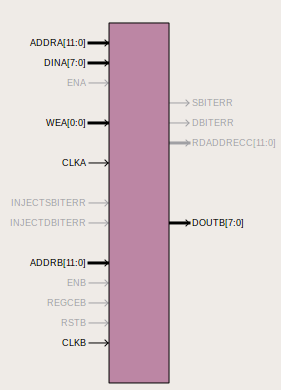 ADDRA[11:0]
DINA[7:0]
ENA
WEA[0:0]
CLKA
INJECTSBITERR
INJECTDBITERR
ADDRB[11:0]
ENB
REGCEB
RSTB
CLKB
SBITERR
DBITERR
RDADDRECC[11:0]
DOUTB[7:0]